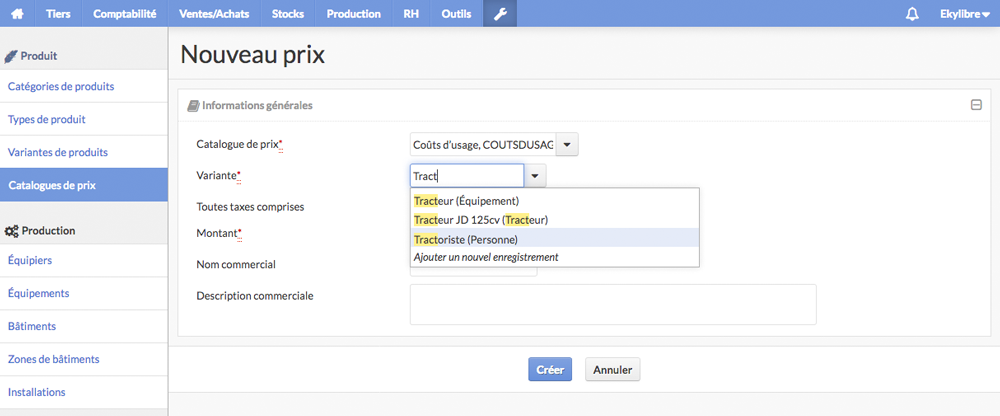 Tiers Comptabilité Ventes/Achats Stocks Production RH Outils Ekylibre
Produit
Catégories de produits
Types de produit
Variantes de produits
Catalogues de prix
Production
Équipiers
Équipements
Bâtiments
Zones de bâtiments
Installations
Nouveau prix
Informations générales
Catalogue de prix* Coûts d'usage, COUTSDUSAG
Variante* Tract
Tracteur (Équipement)
Tracteur JD 125cv (Tracteur)
Tractoriste (Personne)
Ajouter un nouvel enregistrement
Toutes taxes comprises
Montant*
Nom commercial
Description commerciale
Créer Annuler